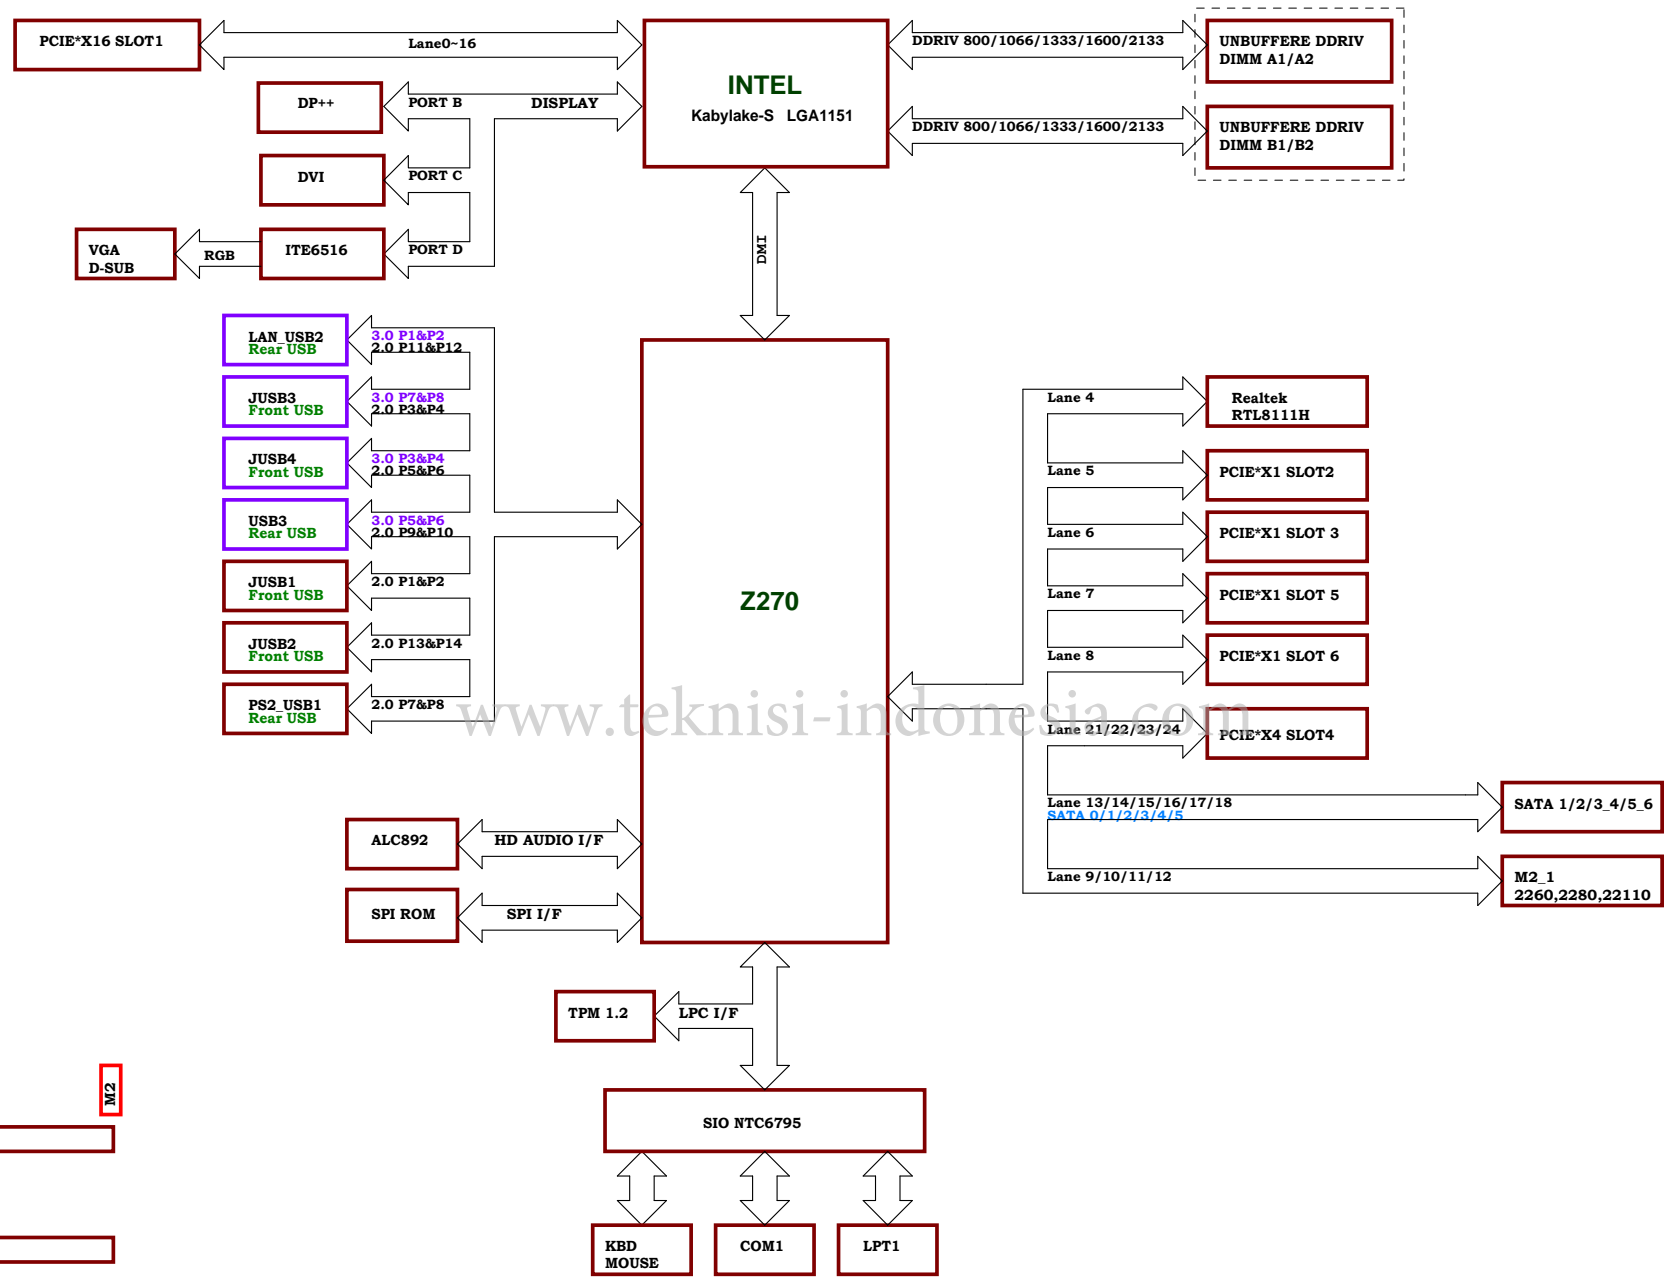 PCIE*X16 SLOT1
Lane0~16
INTEL
Kabylake-S LGA1151
DDRIV 800/1066/1333/1600/2133
UNBUFFERE DDRIV
DIMM A1/A2
DDRIV 800/1066/1333/1600/2133
UNBUFFERE DDRIV
DIMM B1/B2
DP++
PORT B
DISPLAY
DVI
PORT C
VGA
D-SUB
RGB
ITE6516
PORT D
DMI
LAN_USB2
Rear USB
3.0 P1&P2
2.0 P11&P12
JUSB3
Front USB
3.0 P7&P8
2.0 P3&P4
JUSB4
Front USB
3.0 P3&P4
2.0 P5&P6
USB3
Rear USB
3.0 P5&P6
2.0 P9&P10
JUSB1
Front USB
2.0 P1&P2
JUSB2
Front USB
2.0 P13&P14
PS2_USB1
Rear USB
2.0 P7&P8
Z270
Lane 4
Realtek
RTL8111H
Lane 5
PCIE*X1 SLOT2
Lane 6
PCIE*X1 SLOT 3
Lane 7
PCIE*X1 SLOT 5
Lane 8
PCIE*X1 SLOT 6
www.teknisi-indonesia.com
Lane 21/22/23/24
PCIE*X4 SLOT4
Lane 13/14/15/16/17/18
SATA 0/1/2/3/4/5
SATA 1/2/3_4/5_6
Lane 9/10/11/12
M2_1
2260,2280,22110
ALC892
HD AUDIO I/F
SPI ROM
SPI I/F
TPM 1.2
LPC I/F
M2
SIO NTC6795
KBD
MOUSE
COM1
LPT1